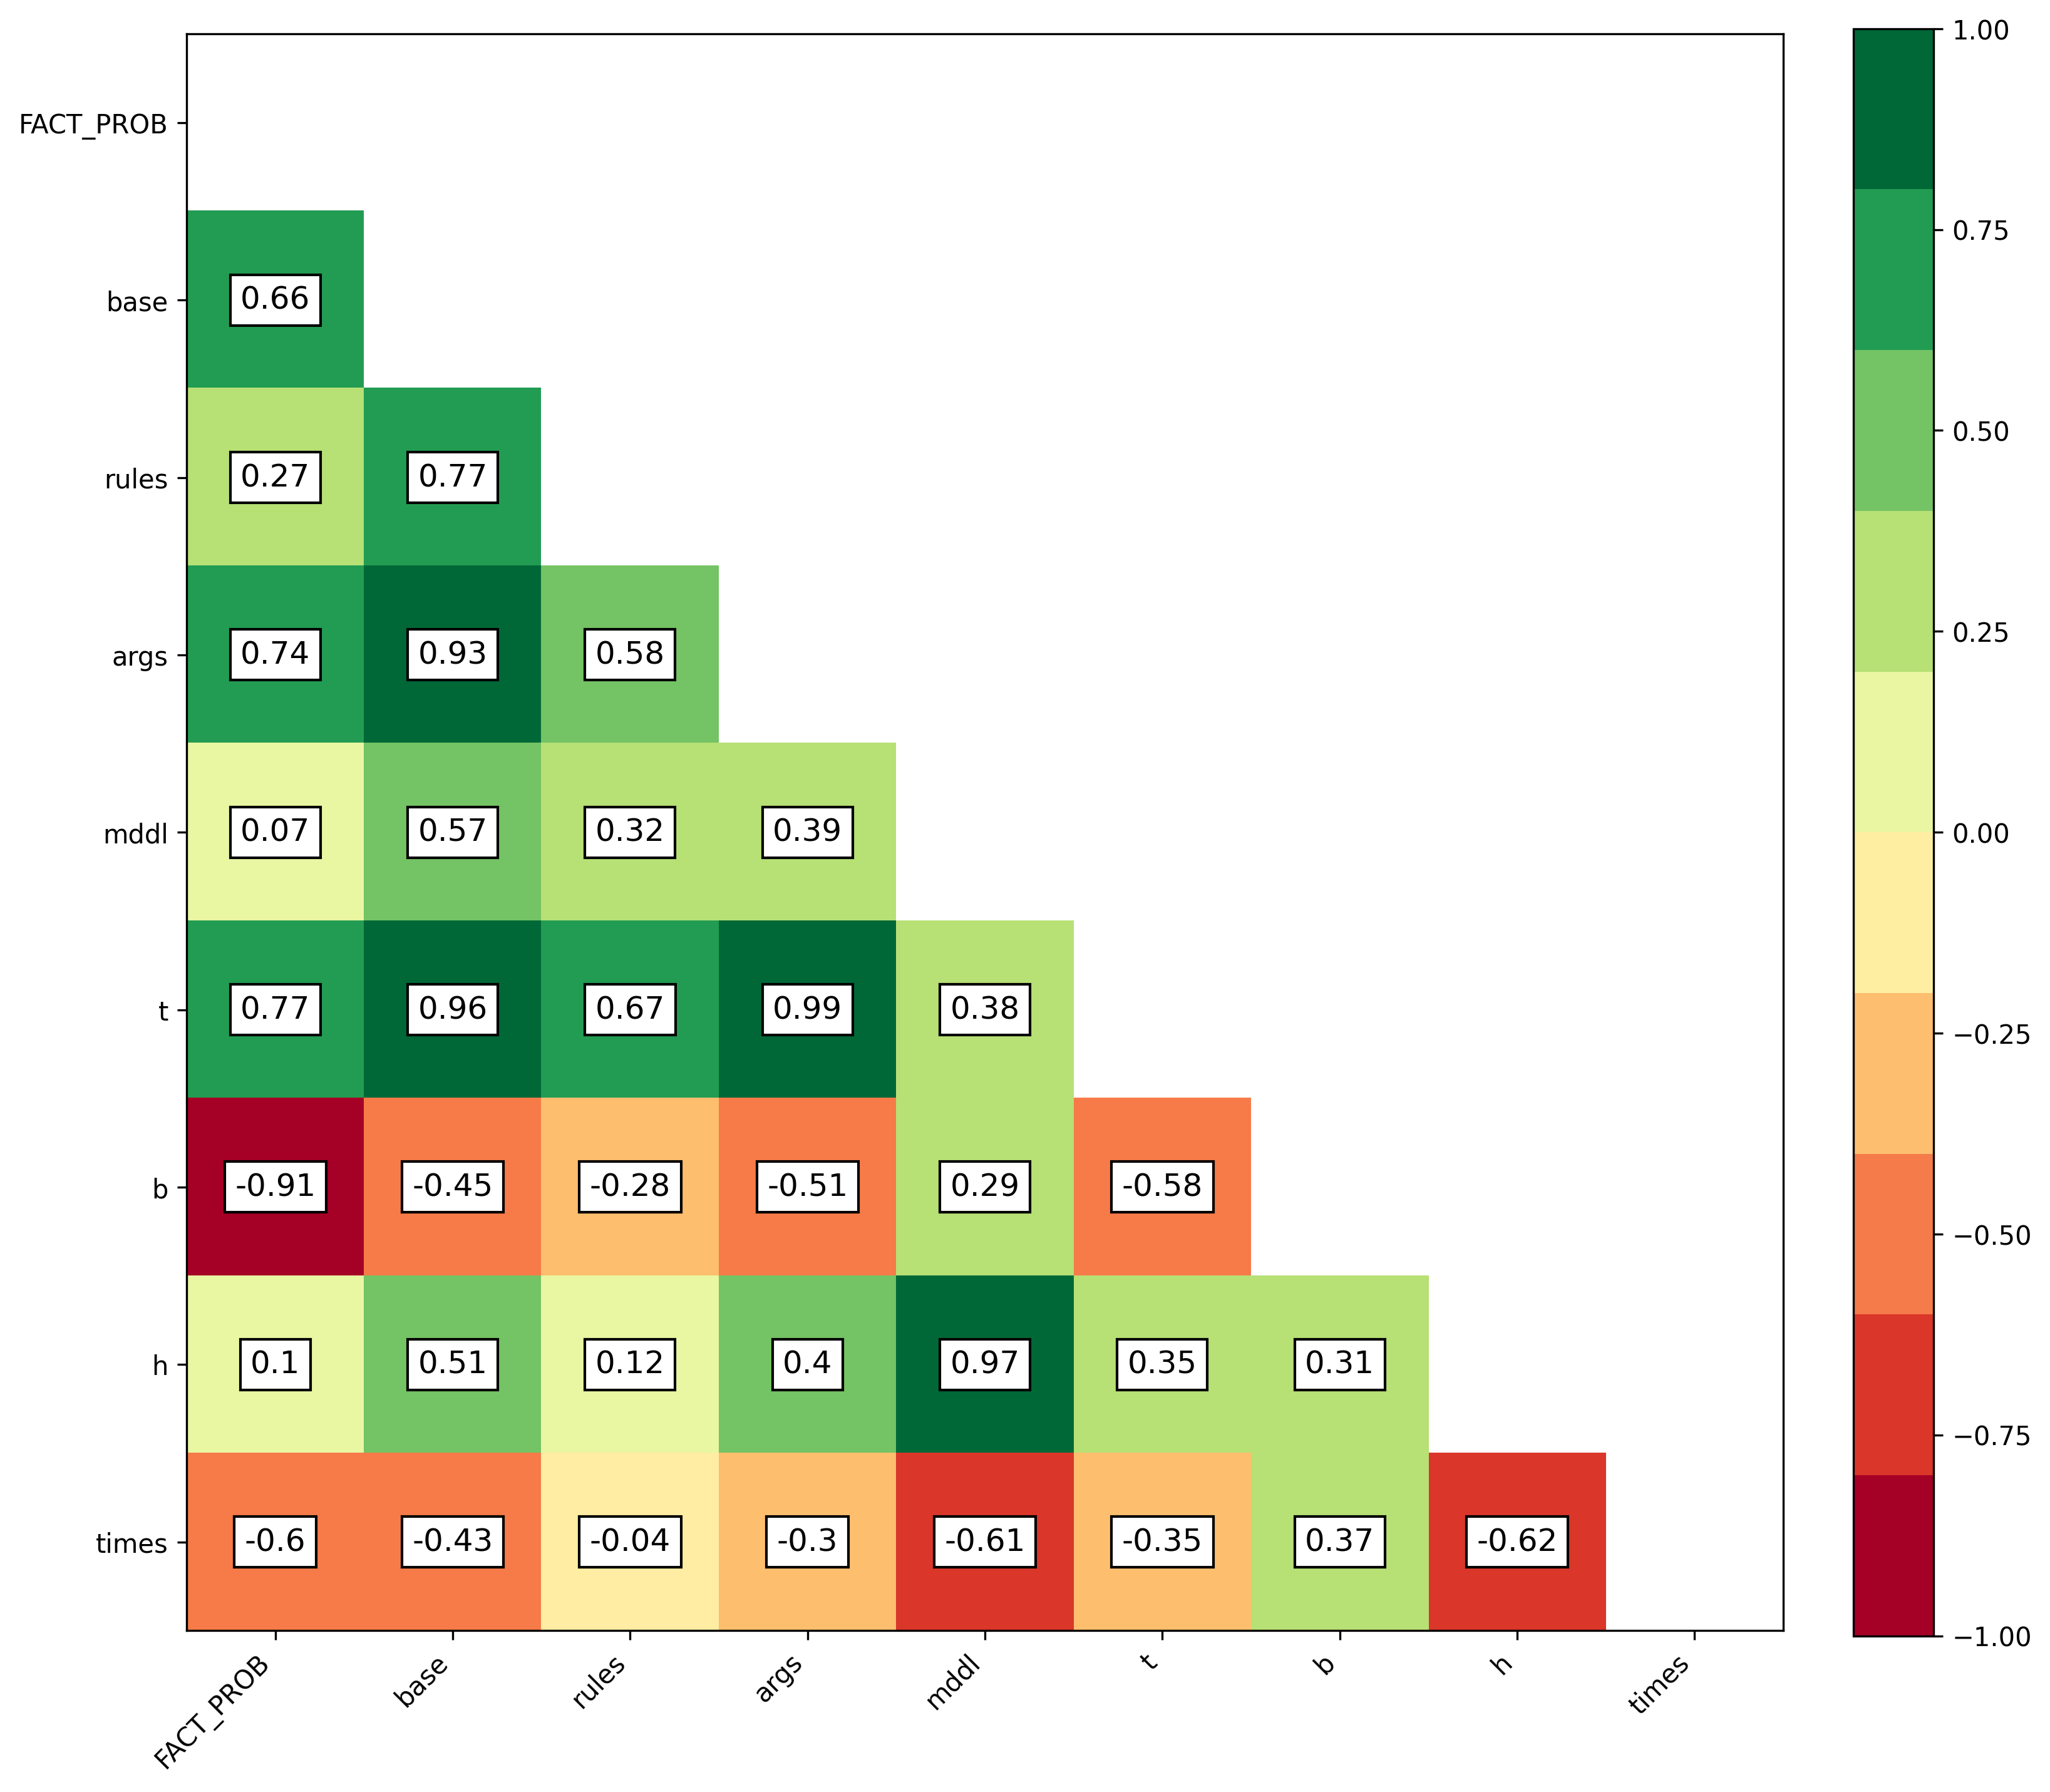 1.00
FACT_PROB
0.75
base 0.66
0.50
rules 0.27 0.77
0.25
args 0.74 0.93 0.58
0.00
mddl 0.07 0.57 0.32 0.39
t 0.77 0.96 0.67 0.99 0.38
−0.25
b -0.91 -0.45 -0.28 -0.51 0.29 -0.58
−0.50
h 0.1 0.51 0.12 0.4 0.97 0.35 0.31
−0.75
times -0.6 -0.43 -0.04 -0.3 -0.61 -0.35 0.37 -0.62
−1.00
FACT_PROB base rules args mddl t b h times